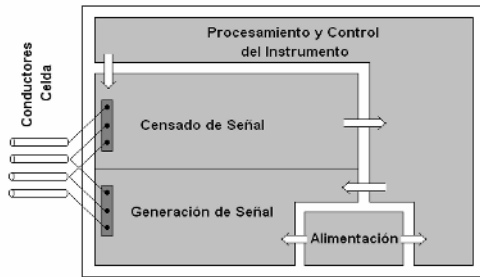 Procesamiento y Control
del Instrumento
Conductores
Celda
Censado de Señal
Generación de Señal
Alimentación